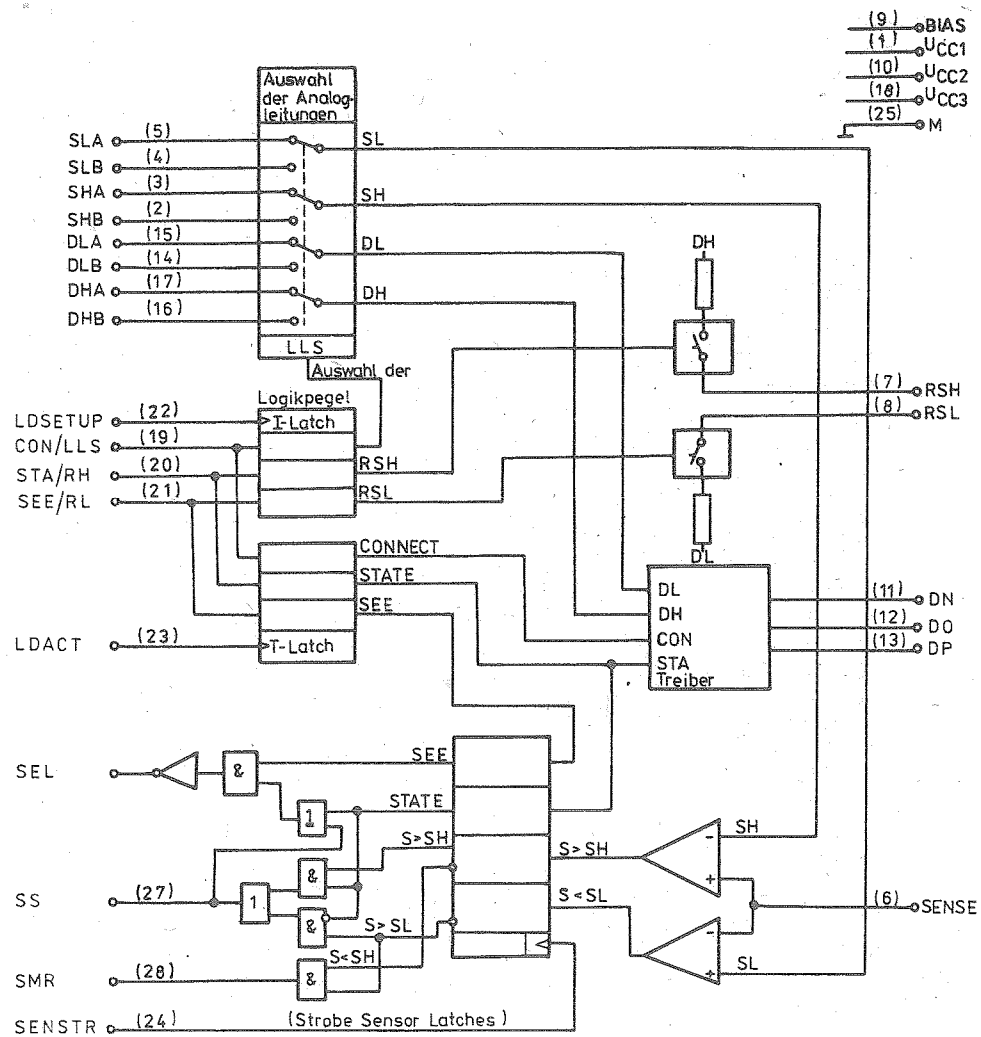 (9) BIAS
(1) UCC1
(10) UCC2
(18) UCC3
(25) M
Auswahl
der Analog-
leitungen
SLA (5)
SLB (4)
SHA (3)
SHB (2)
DLA (15)
DLB (14)
DHA (17)
DHB (16)
SL
SH
DL
DH
LLS
Auswahl der
Logikpegel
DH
(7) RSH
(8) RSL
DL
LDSETUP (22)
CON/LLS (19)
STA/RH (20)
SEE/RL (21)
I-Latch
RSH
RSL
CONNECT
STATE
SEE
LDACT (23)
T-Latch
DL
DH
CON
STA
Treiber
(11) DN
(12) DO
(13) DP
SEL
&
SEE
1
STATE
S>SH
&
SS (27)
1
&
S>SL
S<SH
SMR (28)
&
SENSTR (24)
(Strobe Sensor Latches)
S>SH
S<SL
SH
-
+
(6) SENSE
-
+
SL